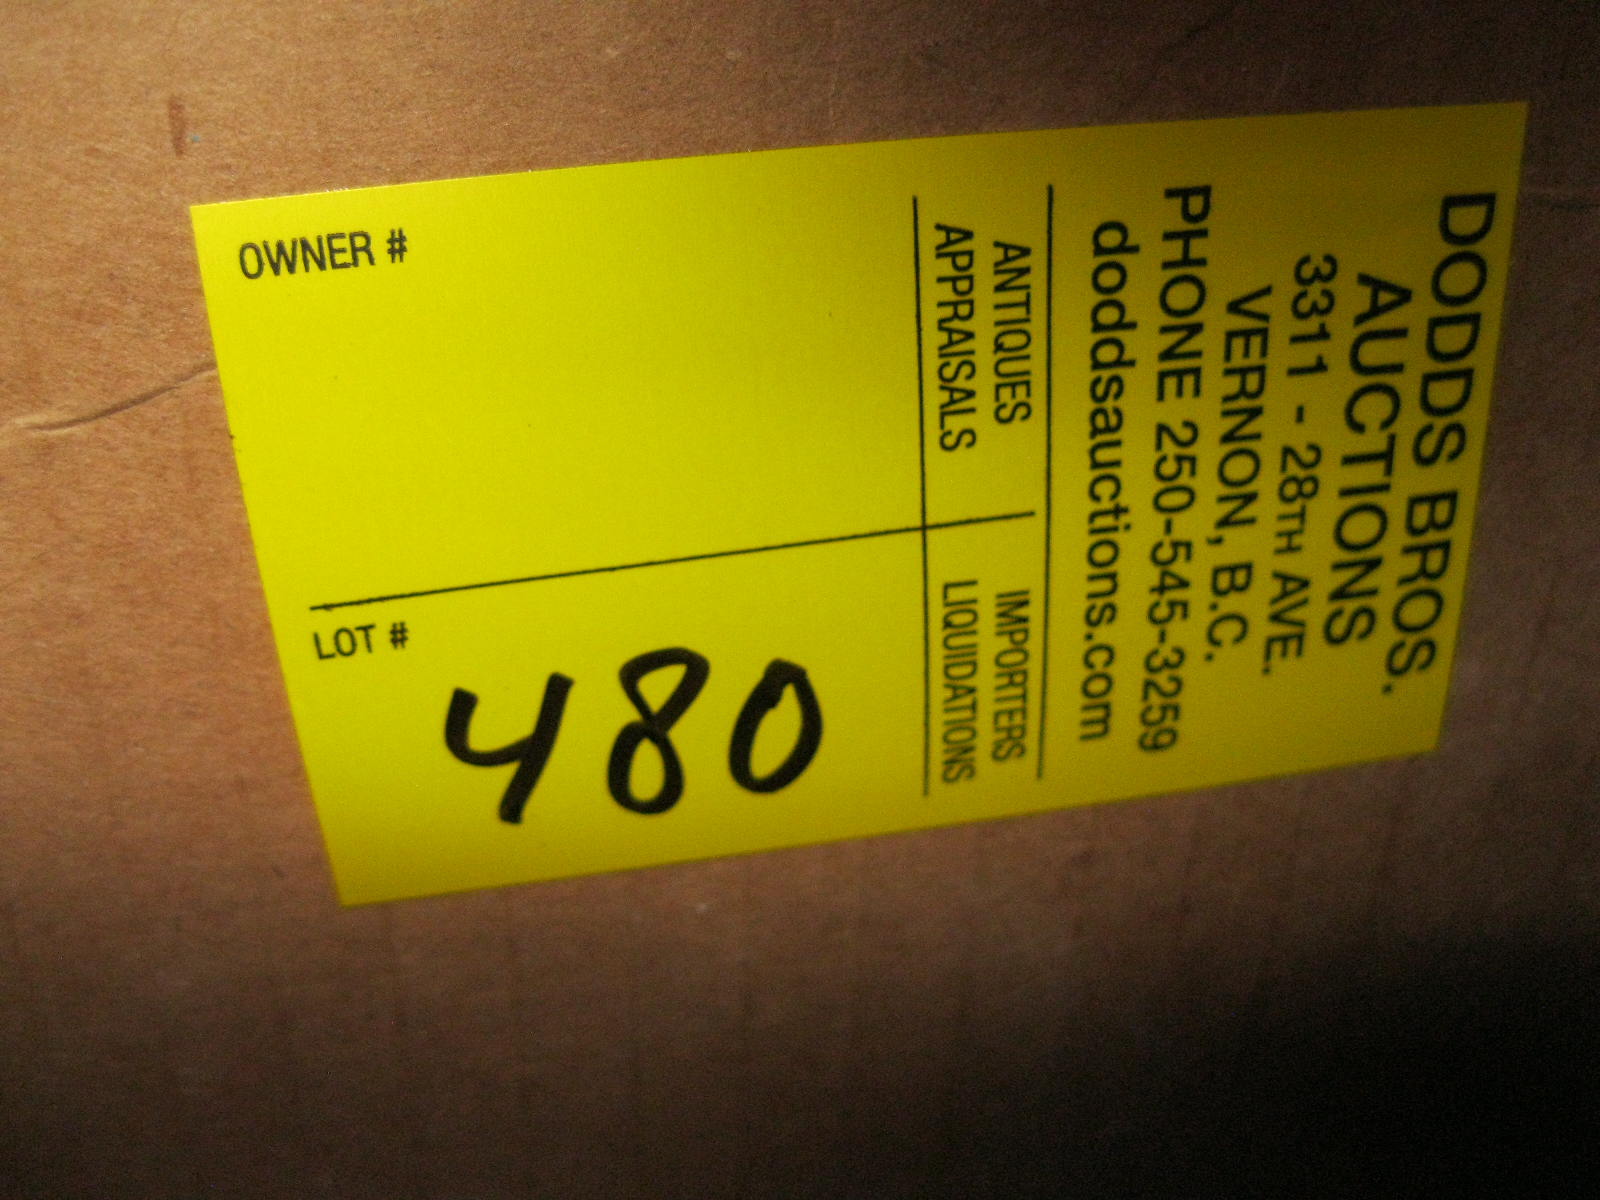 DODDS BROS.
AUCTIONS
3311 - 28TH AVE.
VERNON, B.C.
PHONE 250-545-3259
doddsauctions.com
ANTIQUES IMPORTERS
APPRAISALS LIQUIDATIONS
OWNER #
LOT #
480